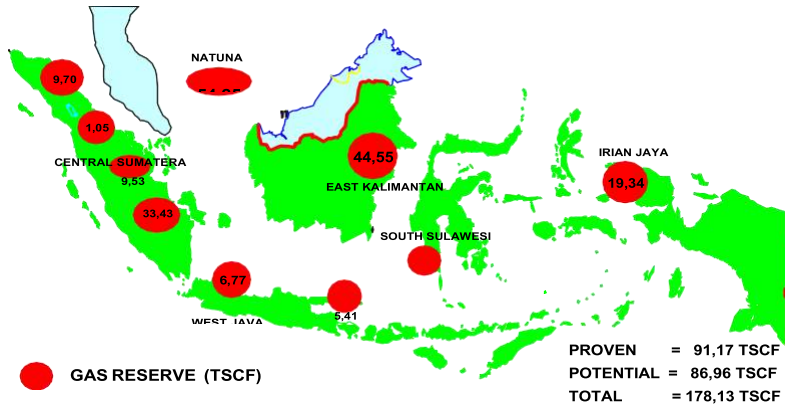 NATUNA
9,70
1,05
CENTRAL SUMATERA
9,53
33,43
44,55
EAST KALIMANTAN
IRIAN JAYA
19,34
SOUTH SULAWESI
6,77
WEST JAVA
5,41
GAS RESERVE (TSCF)
PROVEN = 91,17 TSCF
POTENTIAL = 86,96 TSCF
TOTAL = 178,13 TSCF